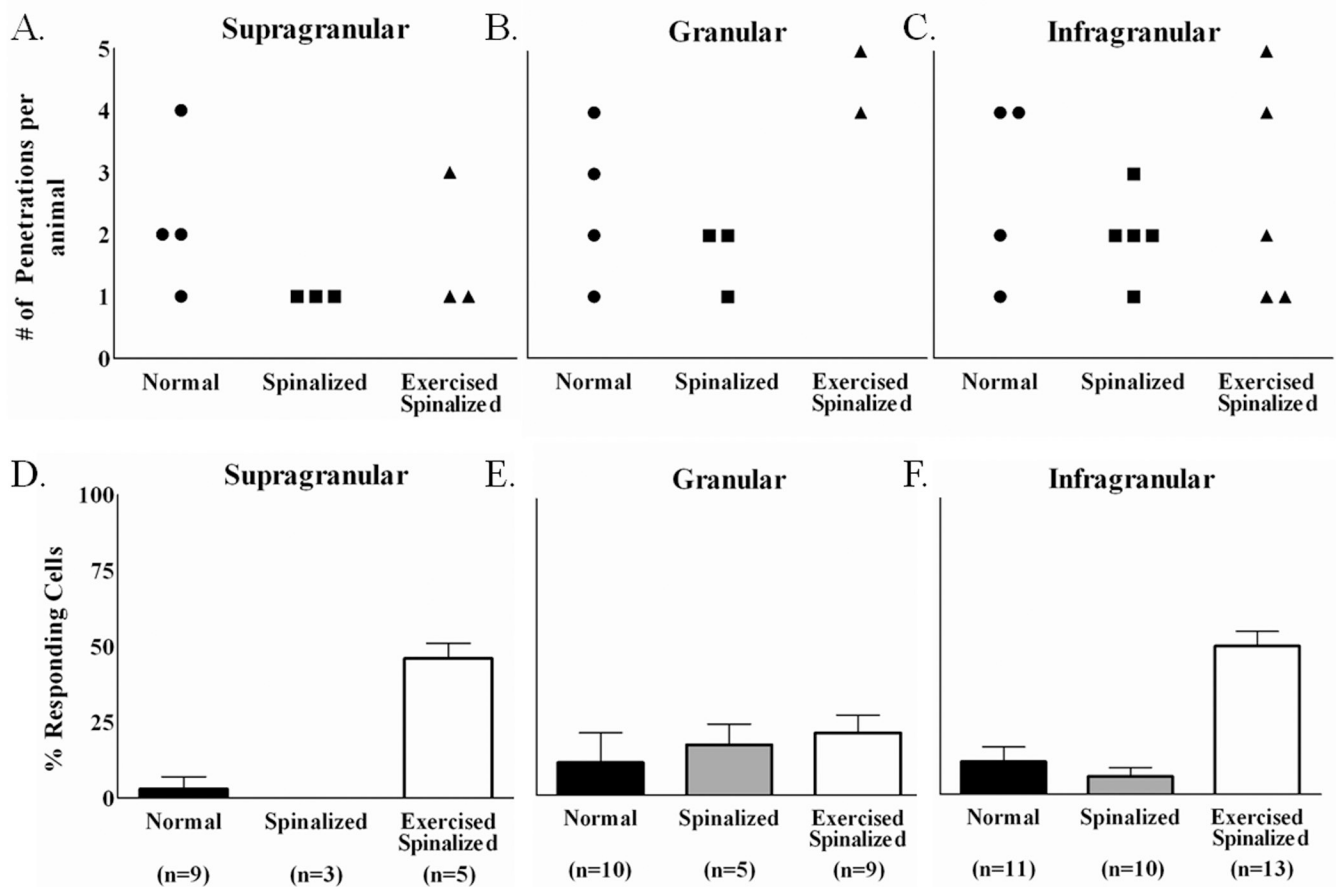 A.
Supragranular
B.
Granular
C.
Infragranular
# of Penetrations per
animal
5
4
3
2
1
0
Normal
Spinalized
Exercised
Spinalized
Normal
Spinalized
Exercised
Spinalized
Normal
Spinalized
Exercised
Spinalized
D.
Supragranular
E.
Granular
F.
Infragranular
% Responding Cells
100
75
50
25
0
Normal
Spinalized
Exercised
Spinalized
Normal
Spinalized
Exercised
Spinalized
Normal
Spinalized
Exercised
Spinalized
(n=9)
(n=3)
(n=5)
(n=10)
(n=5)
(n=9)
(n=11)
(n=10)
(n=13)